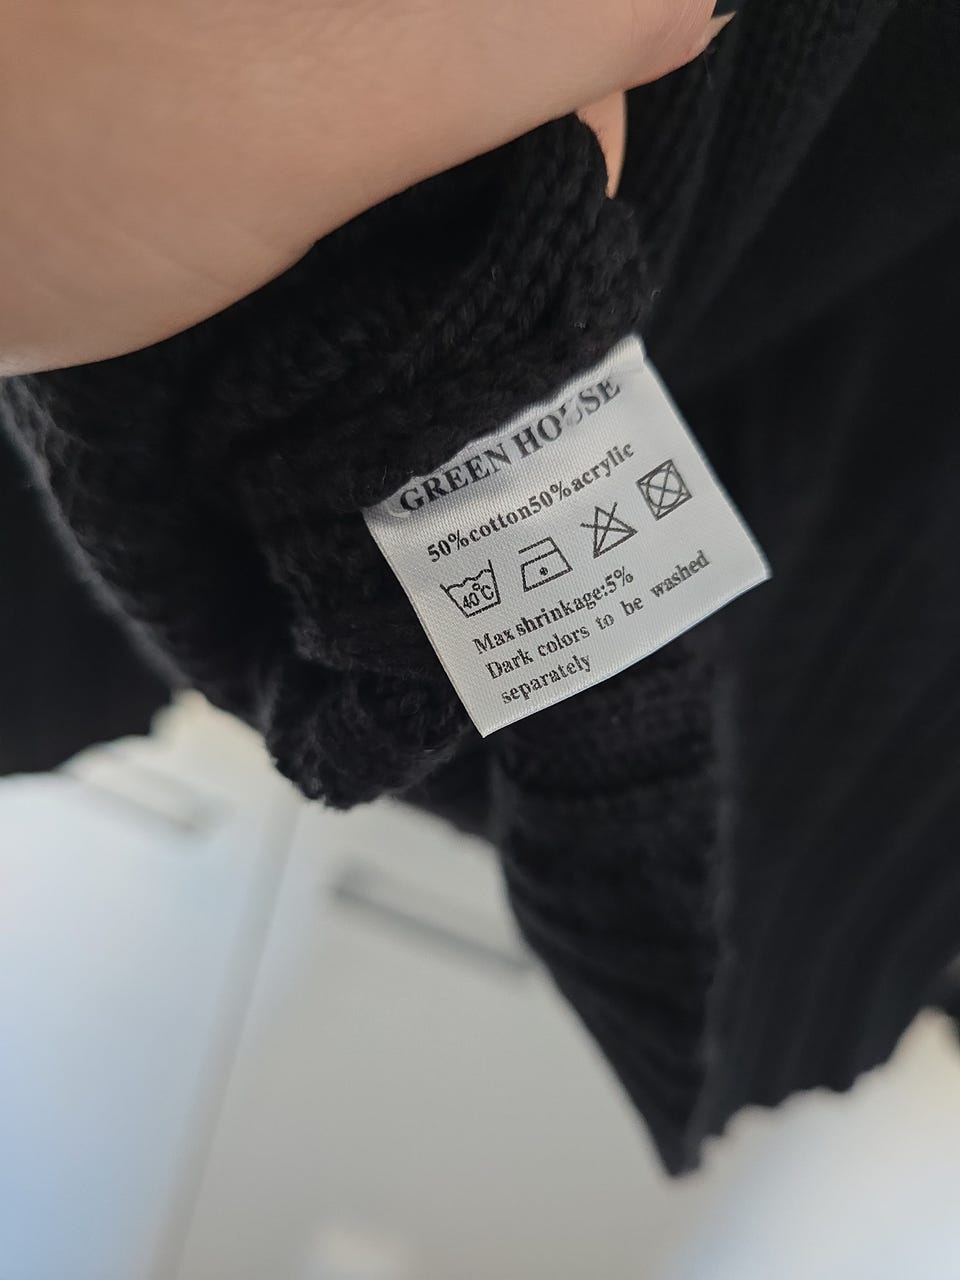 GREEN HOUSE
50%cotton50%acrylic
40°C
Max shrinkage:5%
Dark colors to be washed
separately